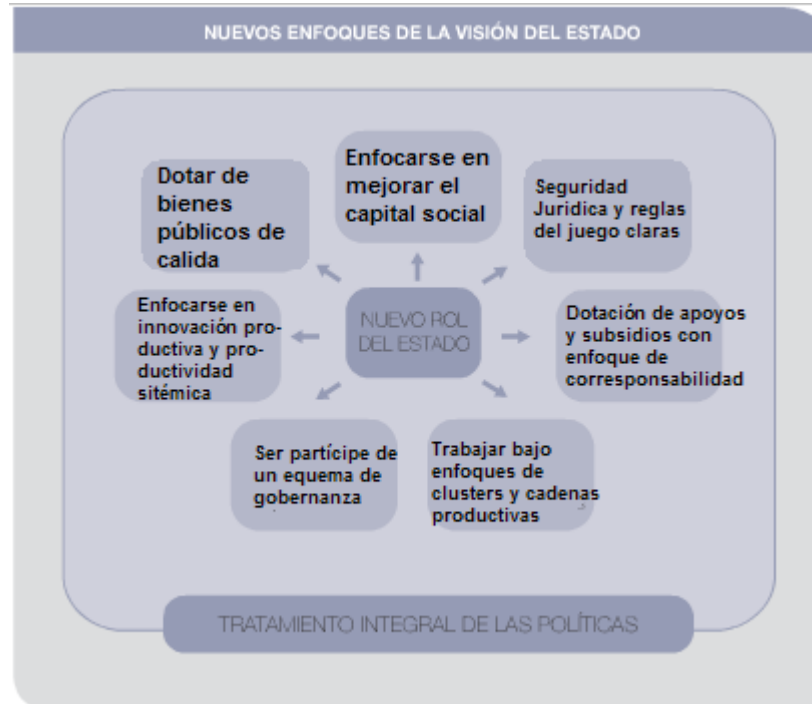 NUEVOS ENFOQUES DE LA VISIÓN DEL ESTADO
Enfocarse en
mejorar el
capital social
Dotar de
bienes
públicos de
calida
Seguridad
Juridica y reglas
del juego claras
Enfocarse en
innovación pro-
ductiva y pro-
ductividad
sitémica
NUEVO ROL
DEL ESTADO
Dotación de apoyos
y subsidios con
enfoque de
corresponsabilidad
Ser partícipe de
un equema de
gobernanza
Trabajar bajo
enfoques de
clusters y cadenas
productivas
TRATAMIENTO INTEGRAL DE LAS POLÍTICAS